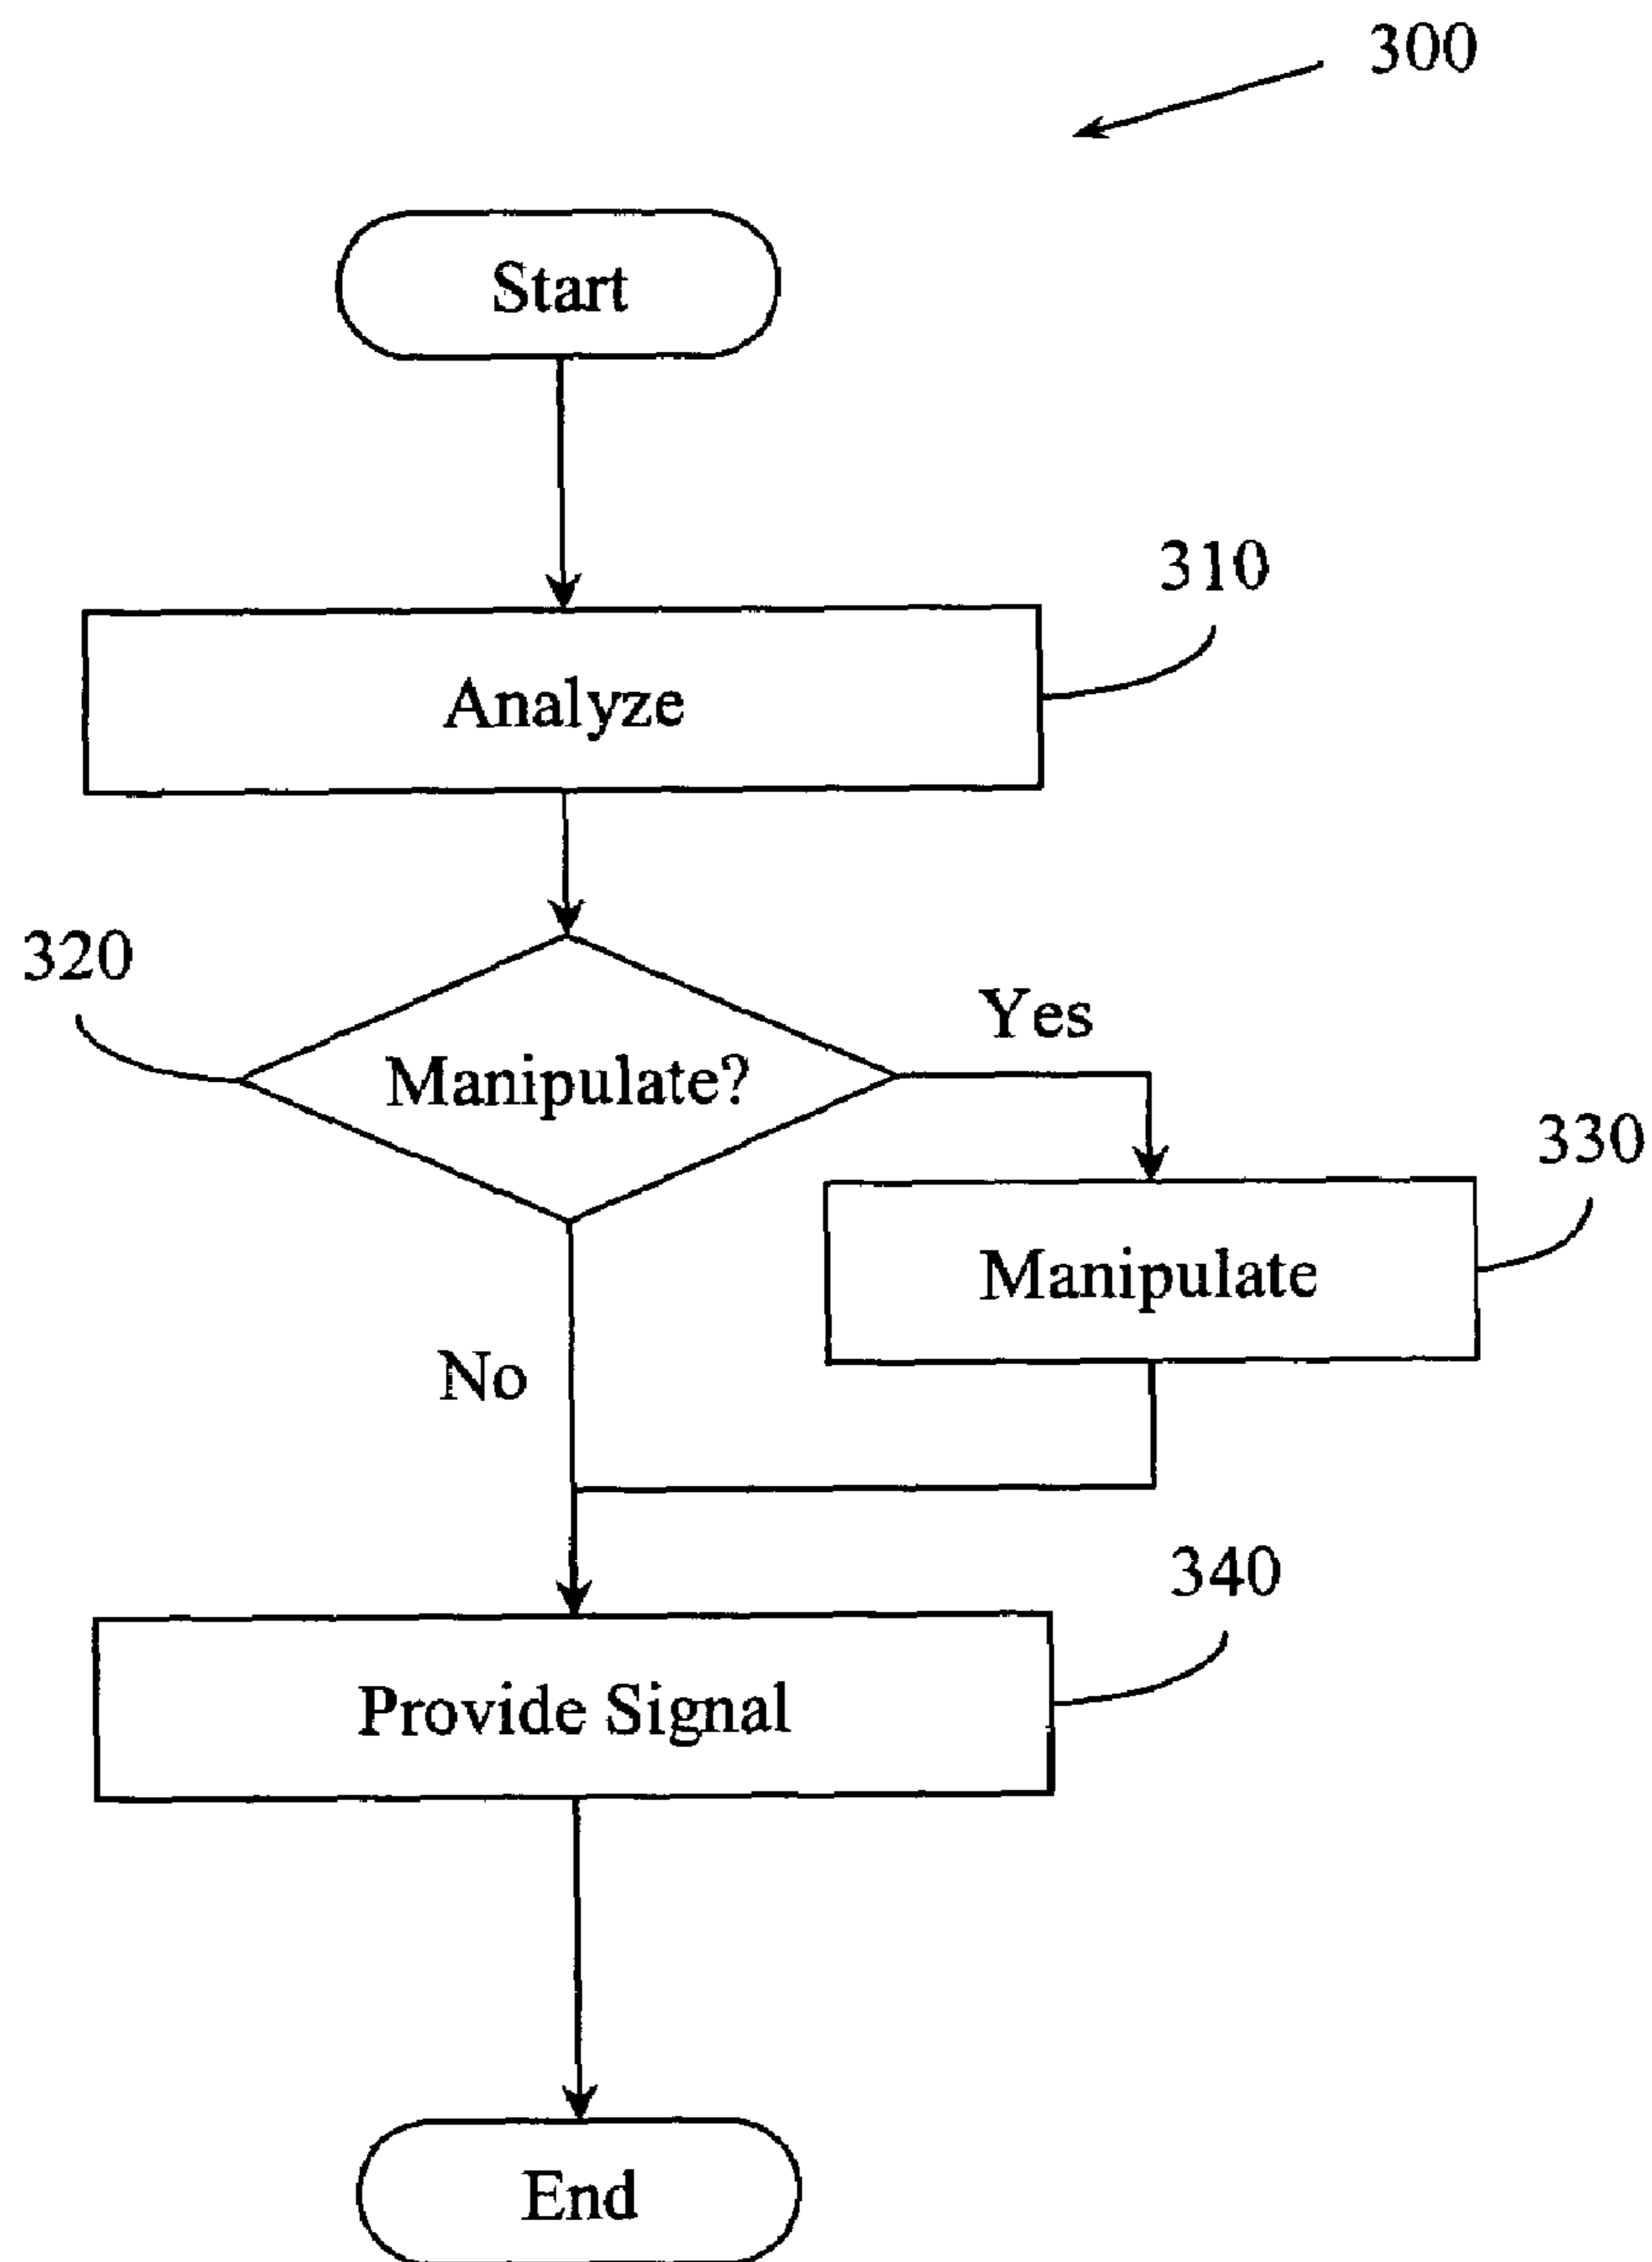 300
Start
310
Analyze
320
Yes
Manipulate?
330
Manipulate
No
340
Provide Signal
End